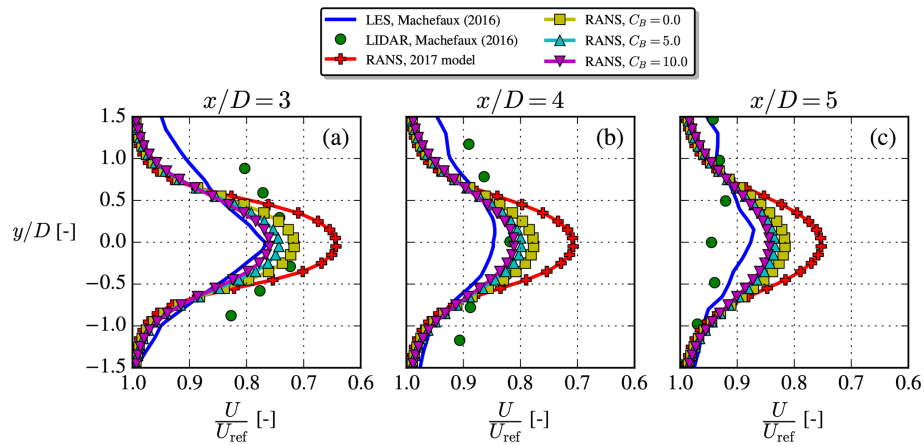 LES, Machefaux (2016)
LIDAR, Machefaux (2016)
RANS, 2017 model
RANS, C_B = 0.0
RANS, C_B = 5.0
RANS, C_B = 10.0
x/D = 3
x/D = 4
x/D = 5
(a)
(b)
(c)
y/D [-]
1.5
1.0
0.5
0.0
−0.5
−1.0
−1.5
1.0 0.9 0.8 0.7 0.6
1.0 0.9 0.8 0.7 0.6
1.0 0.9 0.8 0.7 0.6
U/U_ref [-]
U/U_ref [-]
U/U_ref [-]